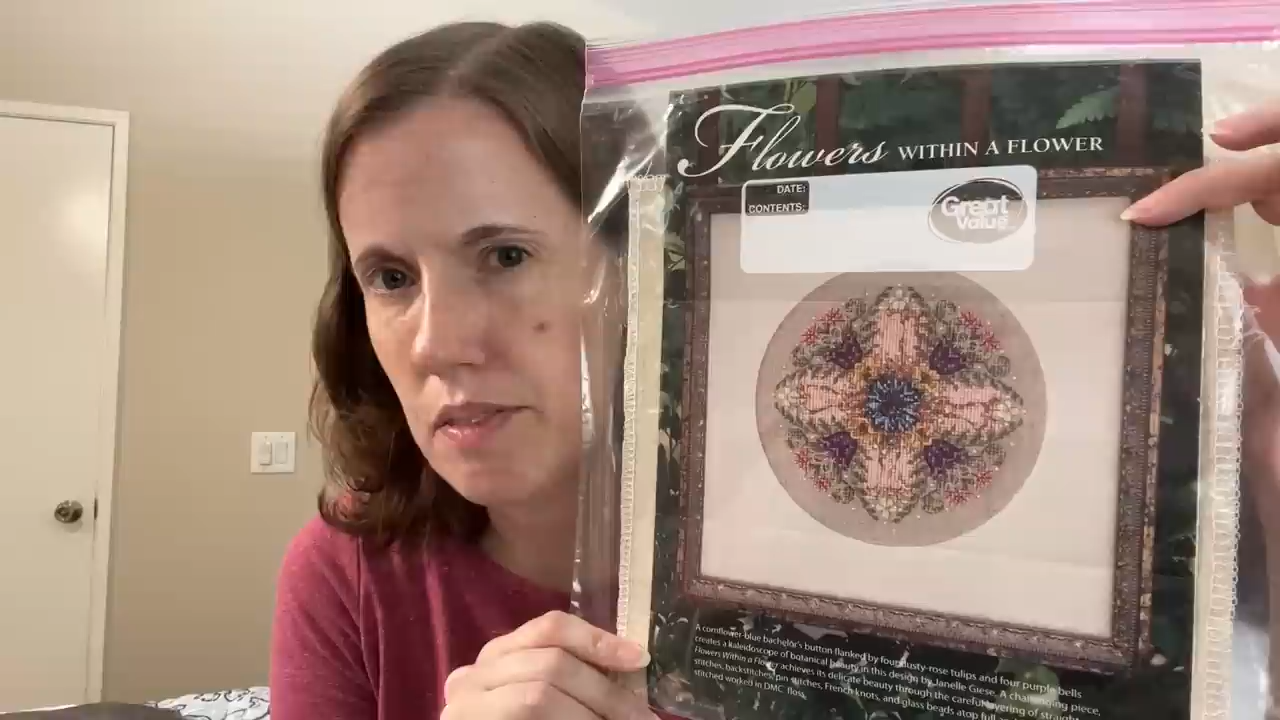 Flowers WITHIN A FLOWER
DATE:
CONTENTS:
Great
Value
A cornflower-blue bachelor's button flanked by four dusty-rose tulips and four purple bells
creates a kaleidoscope of botanical beauty in this design by Janelle Giese. A challenging piece,
Flowers Within a Flower achieves its delicate beauty through the careful layering of straight
stitches, backstitches, pin stitches, French knots, and glass beads atop full
stitched worked in DMC floss